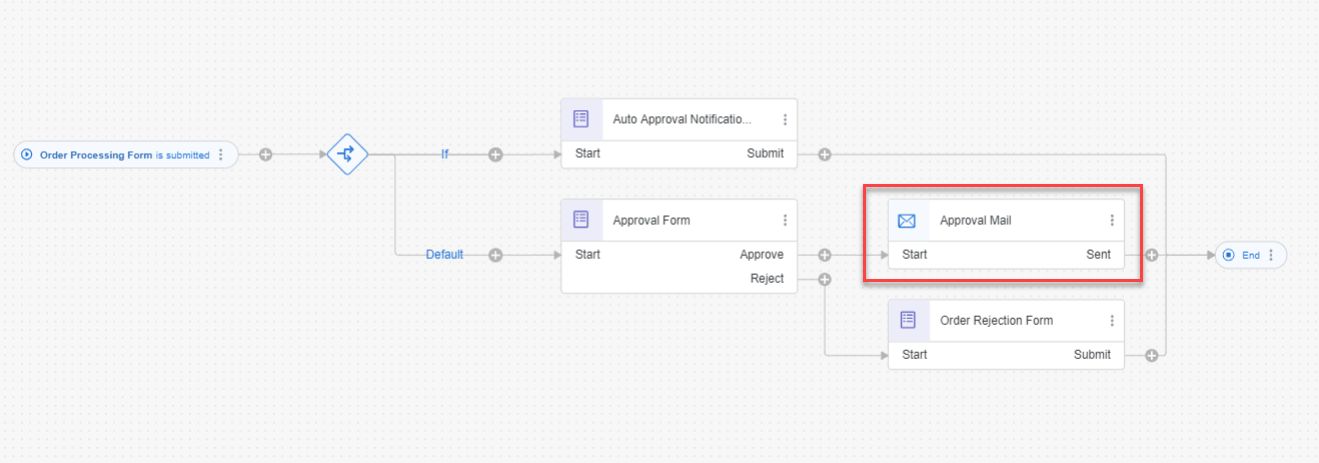 Auto Approval Notificatio...
Order Processing Form is submitted
If
Start Submit
Approval Form
Approval Mail
Default
Start Approve
Start Sent
End
Reject
Order Rejection Form
Start Submit